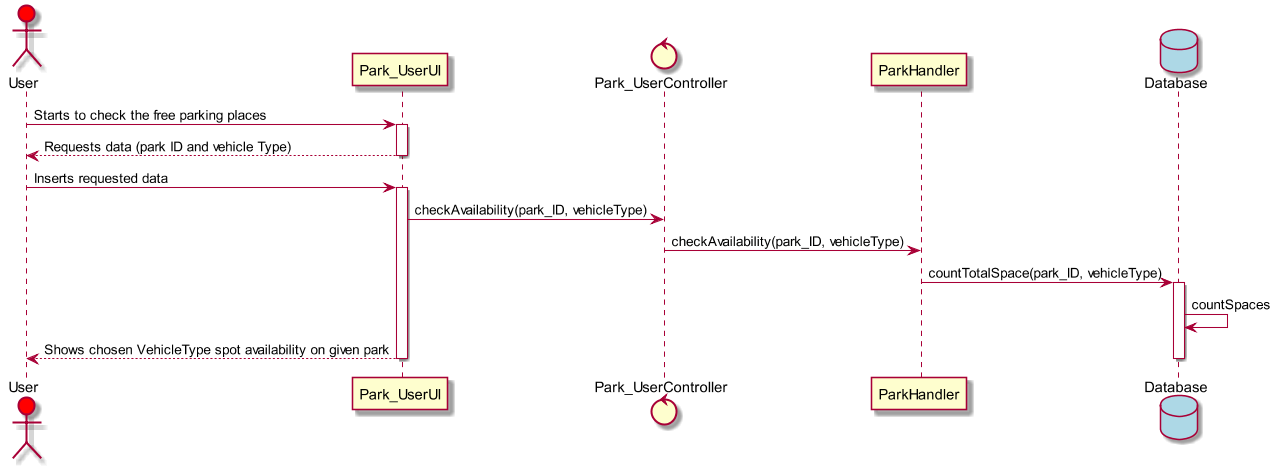 User
Park_UserUI
Park_UserController
ParkHandler
Database
Starts to check the free parking places
Requests data (park ID and vehicle Type)
Inserts requested data
checkAvailability(park_ID, vehicleType)
checkAvailability(park_ID, vehicleType)
countTotalSpace(park_ID, vehicleType)
countSpaces
Shows chosen VehicleType spot availability on given park
User
Park_UserUI
Park_UserController
ParkHandler
Database